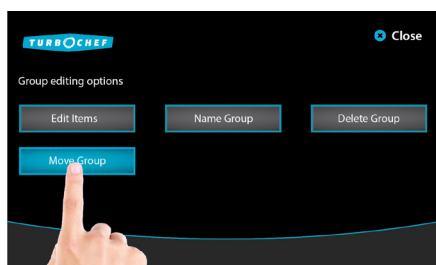 TURBOCHEF
Close
Group editing options
Edit Items Name Group Delete Group
Move Group